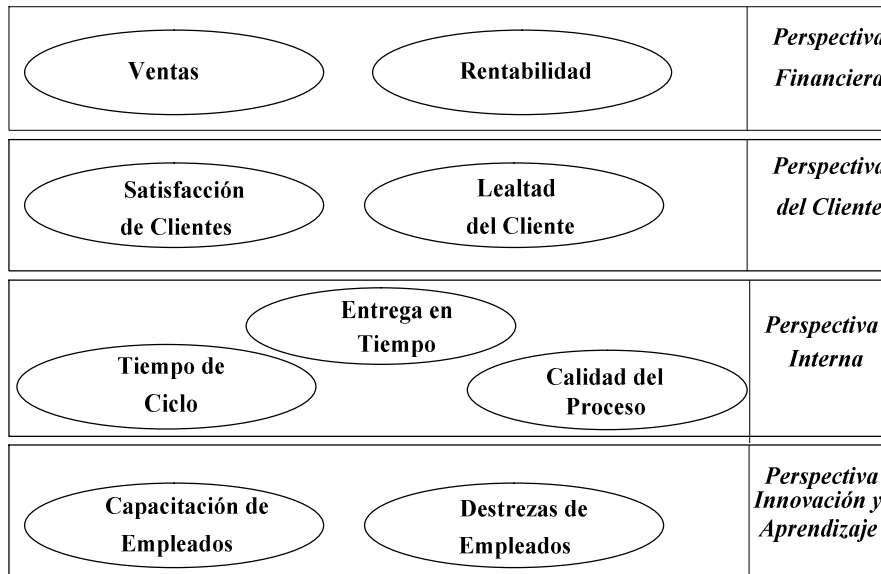 Ventas
Rentabilidad
Perspectiva
Financiera
Satisfacción
de Clientes
Lealtad
del Cliente
Perspectiva
del Cliente
Entrega en
Tiempo
Tiempo de
Ciclo
Calidad del
Proceso
Perspectiva
Interna
Capacitación de
Empleados
Destrezas de
Empleados
Perspectiva
Innovación y
Aprendizaje